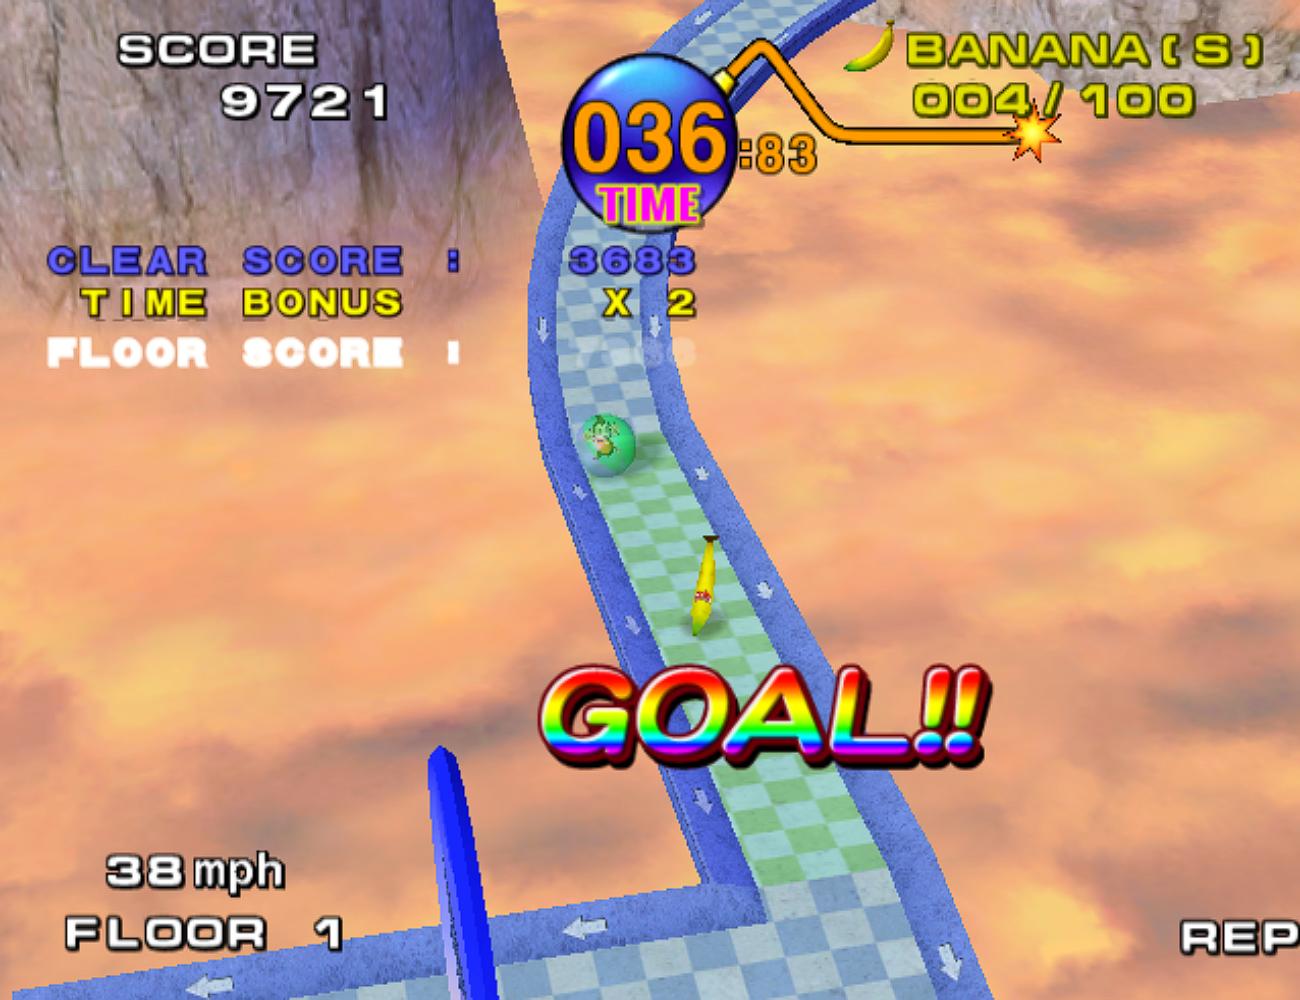 SCORE
9721
BANANA(S)
004/100
036:83
TIME
CLEAR SCORE : 3683
TIME BONUS X 2
FLOOR SCORE :
GOAL!!
38 mph
FLOOR 1
REP